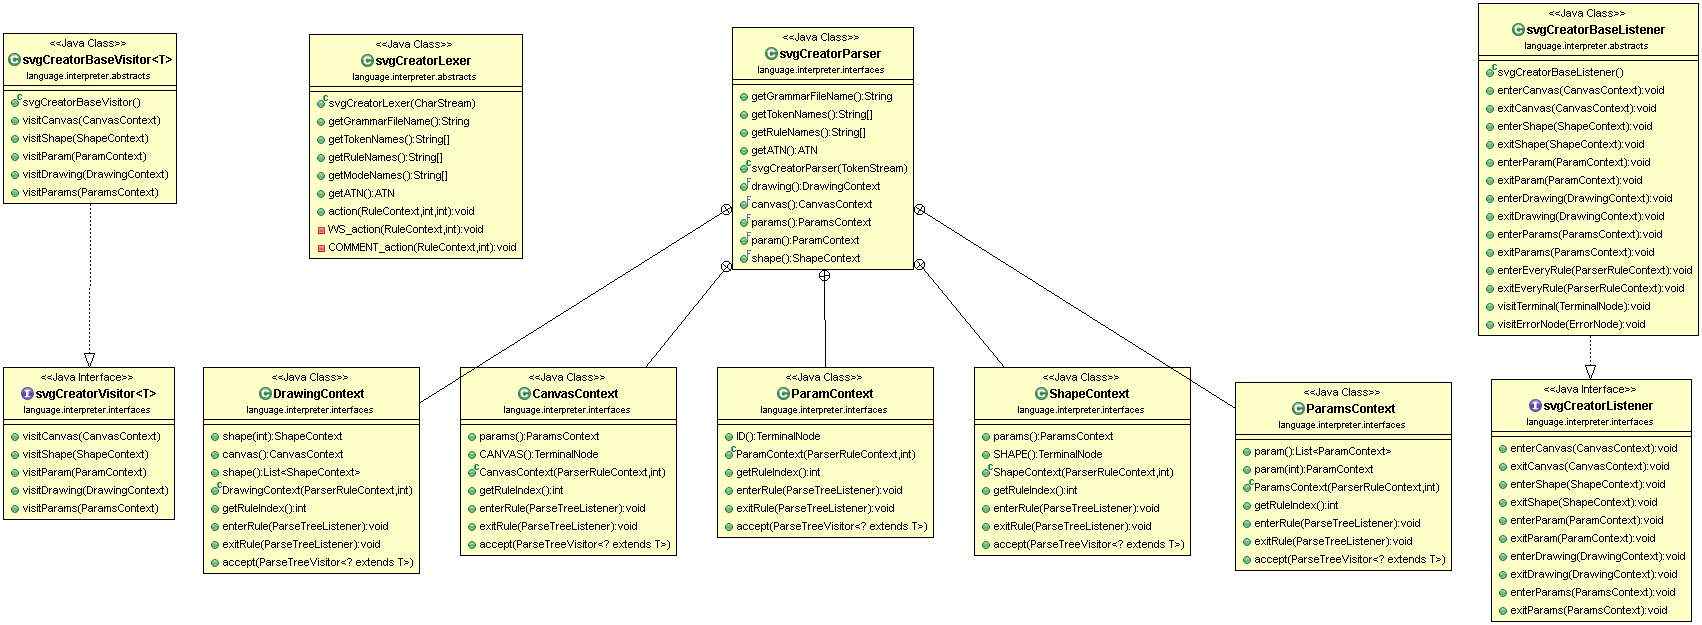 <<Java Class>>
svgCreatorBaseVisitor<T>
language.interpreter.abstracts
svgCreatorBaseVisitor()
visitCanvas(CanvasContext)
visitShape(ShapeContext)
visitParam(ParamContext)
visitDrawing(DrawingContext)
visitParams(ParamsContext)
<<Java Class>>
svgCreatorLexer
language.interpreter.abstracts
svgCreatorLexer(CharStream)
getGrammarFileName():String
getTokenNames():String[]
getRuleNames():String[]
getModeNames():String[]
getATN():ATN
action(RuleContext,int,int):void
WS_action(RuleContext,int):void
COMMENT_action(RuleContext,int):void
<<Java Class>>
svgCreatorParser
language.interpreter.interfaces
getGrammarFileName():String
getTokenNames():String[]
getRuleNames():String[]
getATN():ATN
svgCreatorParser(TokenStream)
drawing():DrawingContext
canvas():CanvasContext
params():ParamsContext
param():ParamContext
shape():ShapeContext
<<Java Class>>
svgCreatorBaseListener
language.interpreter.abstracts
svgCreatorBaseListener()
enterCanvas(CanvasContext):void
exitCanvas(CanvasContext):void
enterShape(ShapeContext):void
exitShape(ShapeContext):void
enterParam(ParamContext):void
exitParam(ParamContext):void
enterDrawing(DrawingContext):void
exitDrawing(DrawingContext):void
enterParams(ParamsContext):void
exitParams(ParamsContext):void
enterEveryRule(ParserRuleContext):void
exitEveryRule(ParserRuleContext):void
visitTerminal(TerminalNode):void
visitErrorNode(ErrorNode):void
<<Java Interface>>
svgCreatorVisitor<T>
language.interpreter.interfaces
visitCanvas(CanvasContext)
visitShape(ShapeContext)
visitParam(ParamContext)
visitDrawing(DrawingContext)
visitParams(ParamsContext)
<<Java Class>>
DrawingContext
language.interpreter.interfaces
shape(int):ShapeContext
canvas():CanvasContext
shape():List<ShapeContext>
DrawingContext(ParserRuleContext,int)
getRuleIndex():int
enterRule(ParseTreeListener):void
exitRule(ParseTreeListener):void
accept(ParseTreeVisitor<? extends T>)
<<Java Class>>
CanvasContext
language.interpreter.interfaces
params():ParamsContext
CANVAS():TerminalNode
CanvasContext(ParserRuleContext,int)
getRuleIndex():int
enterRule(ParseTreeListener):void
exitRule(ParseTreeListener):void
accept(ParseTreeVisitor<? extends T>)
<<Java Class>>
ParamContext
language.interpreter.interfaces
ID():TerminalNode
ParamContext(ParserRuleContext,int)
getRuleIndex():int
enterRule(ParseTreeListener):void
exitRule(ParseTreeListener):void
accept(ParseTreeVisitor<? extends T>)
<<Java Class>>
ShapeContext
language.interpreter.interfaces
params():ParamsContext
SHAPE():TerminalNode
ShapeContext(ParserRuleContext,int)
getRuleIndex():int
enterRule(ParseTreeListener):void
exitRule(ParseTreeListener):void
accept(ParseTreeVisitor<? extends T>)
<<Java Class>>
ParamsContext
language.interpreter.interfaces
param():List<ParamContext>
param(int):ParamContext
ParamsContext(ParserRuleContext,int)
getRuleIndex():int
enterRule(ParseTreeListener):void
exitRule(ParseTreeListener):void
accept(ParseTreeVisitor<? extends T>)
<<Java Interface>>
svgCreatorListener
language.interpreter.interfaces
enterCanvas(CanvasContext):void
exitCanvas(CanvasContext):void
enterShape(ShapeContext):void
exitShape(ShapeContext):void
enterParam(ParamContext):void
exitParam(ParamContext):void
enterDrawing(DrawingContext):void
exitDrawing(DrawingContext):void
enterParams(ParamsContext):void
exitParams(ParamsContext):void